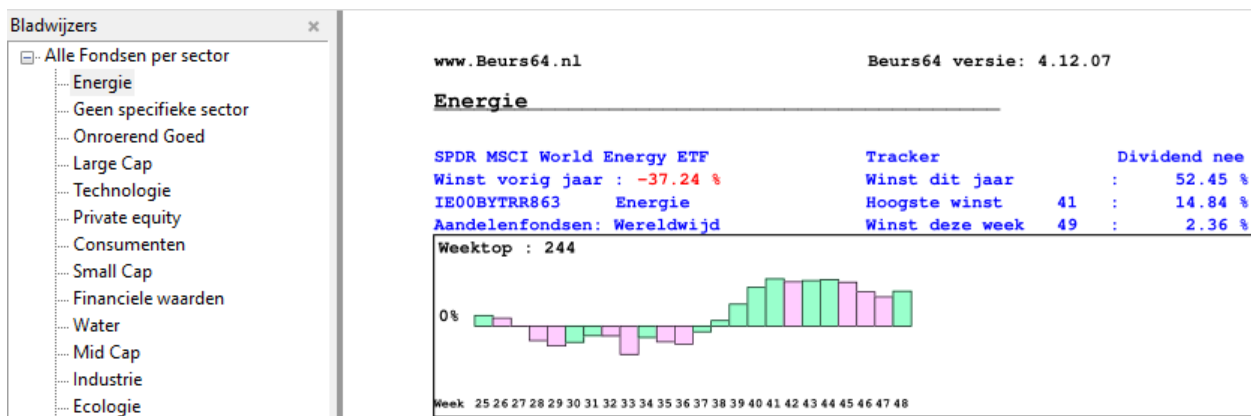 Bladwijzers
Alle Fondsen per sector
Energie
Geen specifieke sector
Onroerend Goed
Large Cap
Technologie
Private equity
Consumenten
Small Cap
Financiele waarden
Water
Mid Cap
Industrie
Ecologie
www.Beurs64.nl Beurs64 versie: 4.12.07
Energie
SPDR MSCI World Energy ETF Tracker Dividend nee
Winst vorig jaar : -37.24 % Winst dit jaar : 52.45 %
IE00BYTRR863 Energie Hoogste winst 41 : 14.84 %
Aandelenfondsen: Wereldwijd Winst deze week 49 : 2.36 %
Weektop : 244
0%
Week 25 26 27 28 29 30 31 32 33 34 35 36 37 38 39 40 41 42 43 44 45 46 47 48